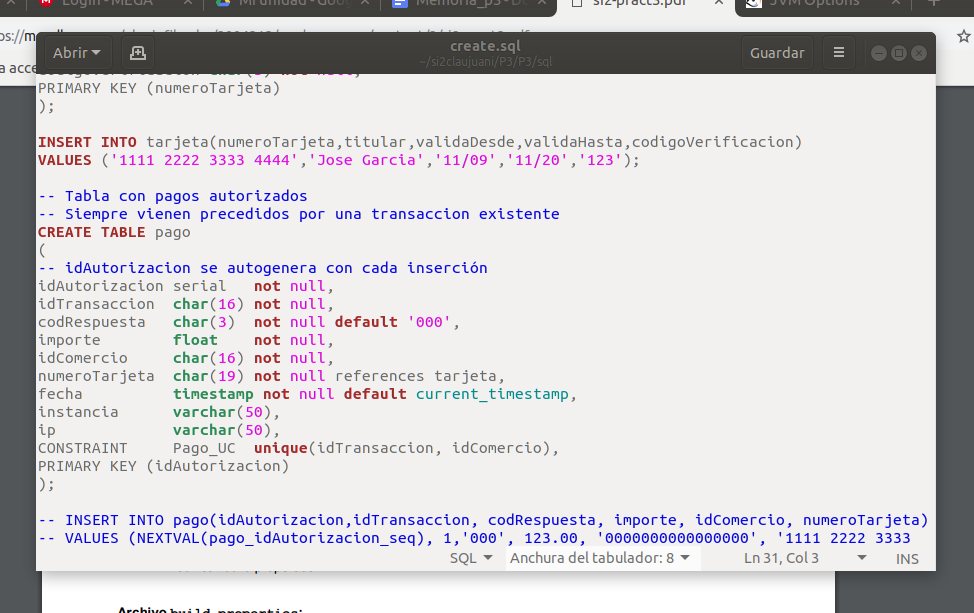 Login - MEGA
Mi unidad - Goog
Memoria_p3 - Do
si2-pract3.pdf
JVM Options
Abrir
create.sql
~/si2claujuani/P3/P3/sql
Guardar
a acce
PRIMARY KEY (numeroTarjeta)
);
INSERT INTO tarjeta(numeroTarjeta,titular,validaDesde,validaHasta,codigoVerificacion)
VALUES ('1111 2222 3333 4444','Jose Garcia','11/09','11/20','123');
-- Tabla con pagos autorizados
-- Siempre vienen precedidos por una transaccion existente
CREATE TABLE pago
(
-- idAutorizacion se autogenera con cada inserción
idAutorizacion serial not null,
idTransaccion char(16) not null,
codRespuesta char(3) not null default '000',
importe float not null,
idComercio char(16) not null,
numeroTarjeta char(19) not null references tarjeta,
fecha timestamp not null default current_timestamp,
instancia varchar(50),
ip varchar(50),
CONSTRAINT Pago_UC unique(idTransaccion, idComercio),
PRIMARY KEY (idAutorizacion)
);
-- INSERT INTO pago(idAutorizacion,idTransaccion, codRespuesta, importe, idComercio, numeroTarjeta)
-- VALUES (NEXTVAL(pago_idAutorizacion_seq), 1,'000', 123.00, '0000000000000000', '1111 2222 3333
SQL Anchura del tabulador: 8 Ln 31, Col 3 INS
Archivo build.properties: